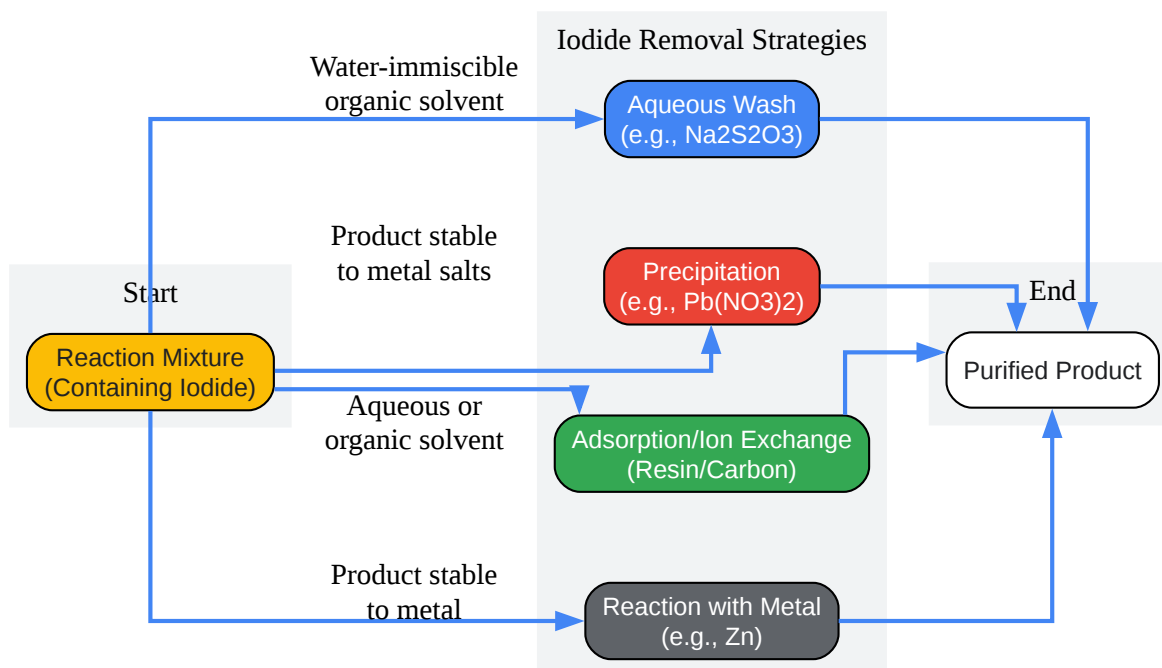 Iodide Removal Strategies
Water-immiscible
organic solvent
Aqueous Wash
(e.g., Na2S2O3)
Product stable
to metal salts
Precipitation
(e.g., Pb(NO3)2)
Start
End
Reaction Mixture
(Containing Iodide)
Purified Product
Aqueous or
organic solvent
Adsorption/Ion Exchange
(Resin/Carbon)
Product stable
to metal
Reaction with Metal
(e.g., Zn)